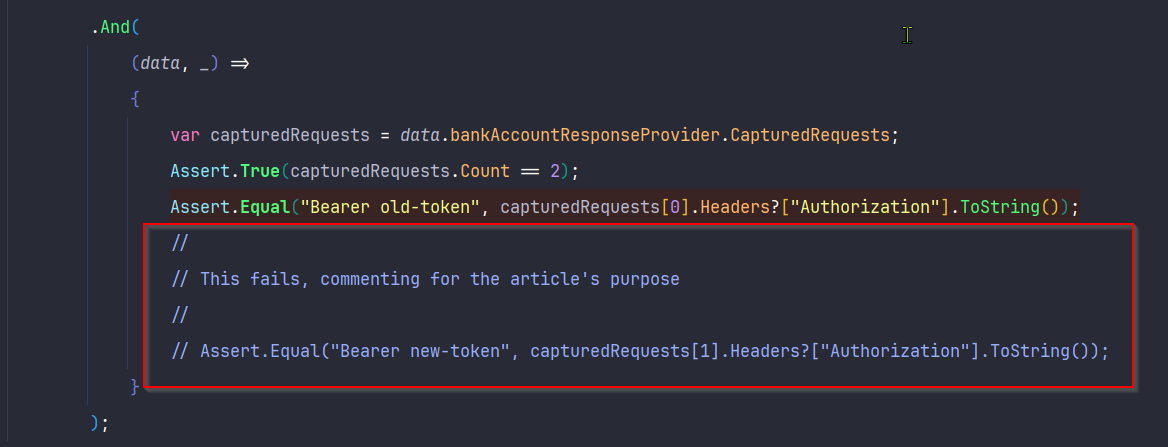 .And(
(data, _) =>
{
var capturedRequests = data.bankAccountResponseProvider.CapturedRequests;
Assert.True(capturedRequests.Count == 2);
Assert.Equal("Bearer old-token", capturedRequests[0].Headers?["Authorization"].ToString());
//
// This fails, commenting for the article's purpose
//
// Assert.Equal("Bearer new-token", capturedRequests[1].Headers?["Authorization"].ToString());
}
);